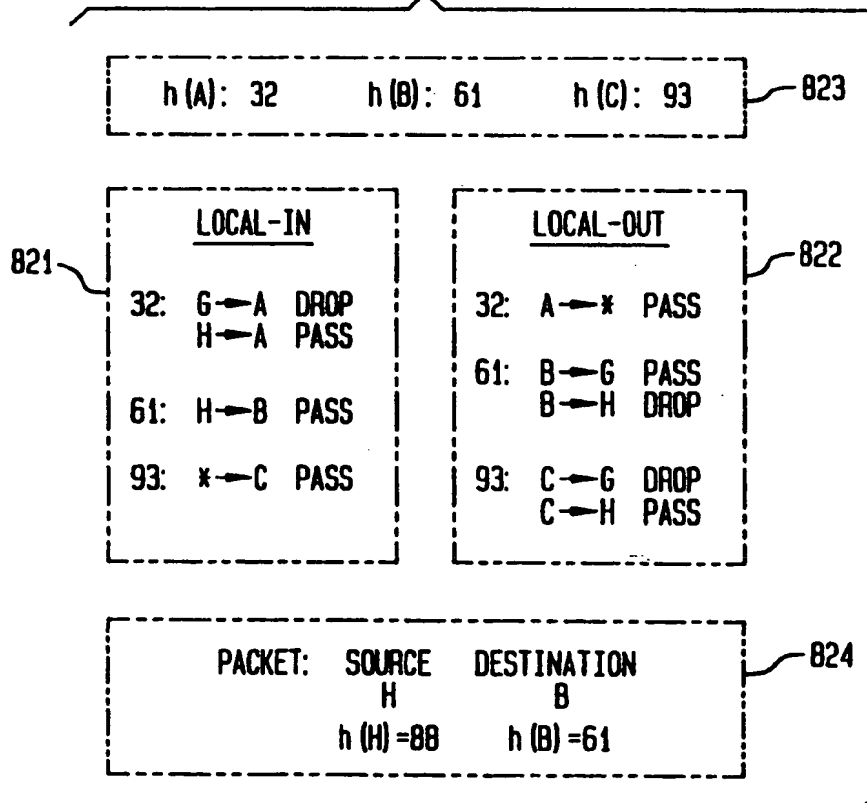 h (A): 32 h (B): 61 h (C): 93
823
LOCAL-IN
821
32: G→A DROP
H→A PASS
61: H→B PASS
93: *→C PASS
LOCAL-OUT
822
32: A→* PASS
61: B→G PASS
B→H DROP
93: C→G DROP
C→H PASS
PACKET: SOURCE DESTINATION
824
H B
h (H) =88 h (B) =61